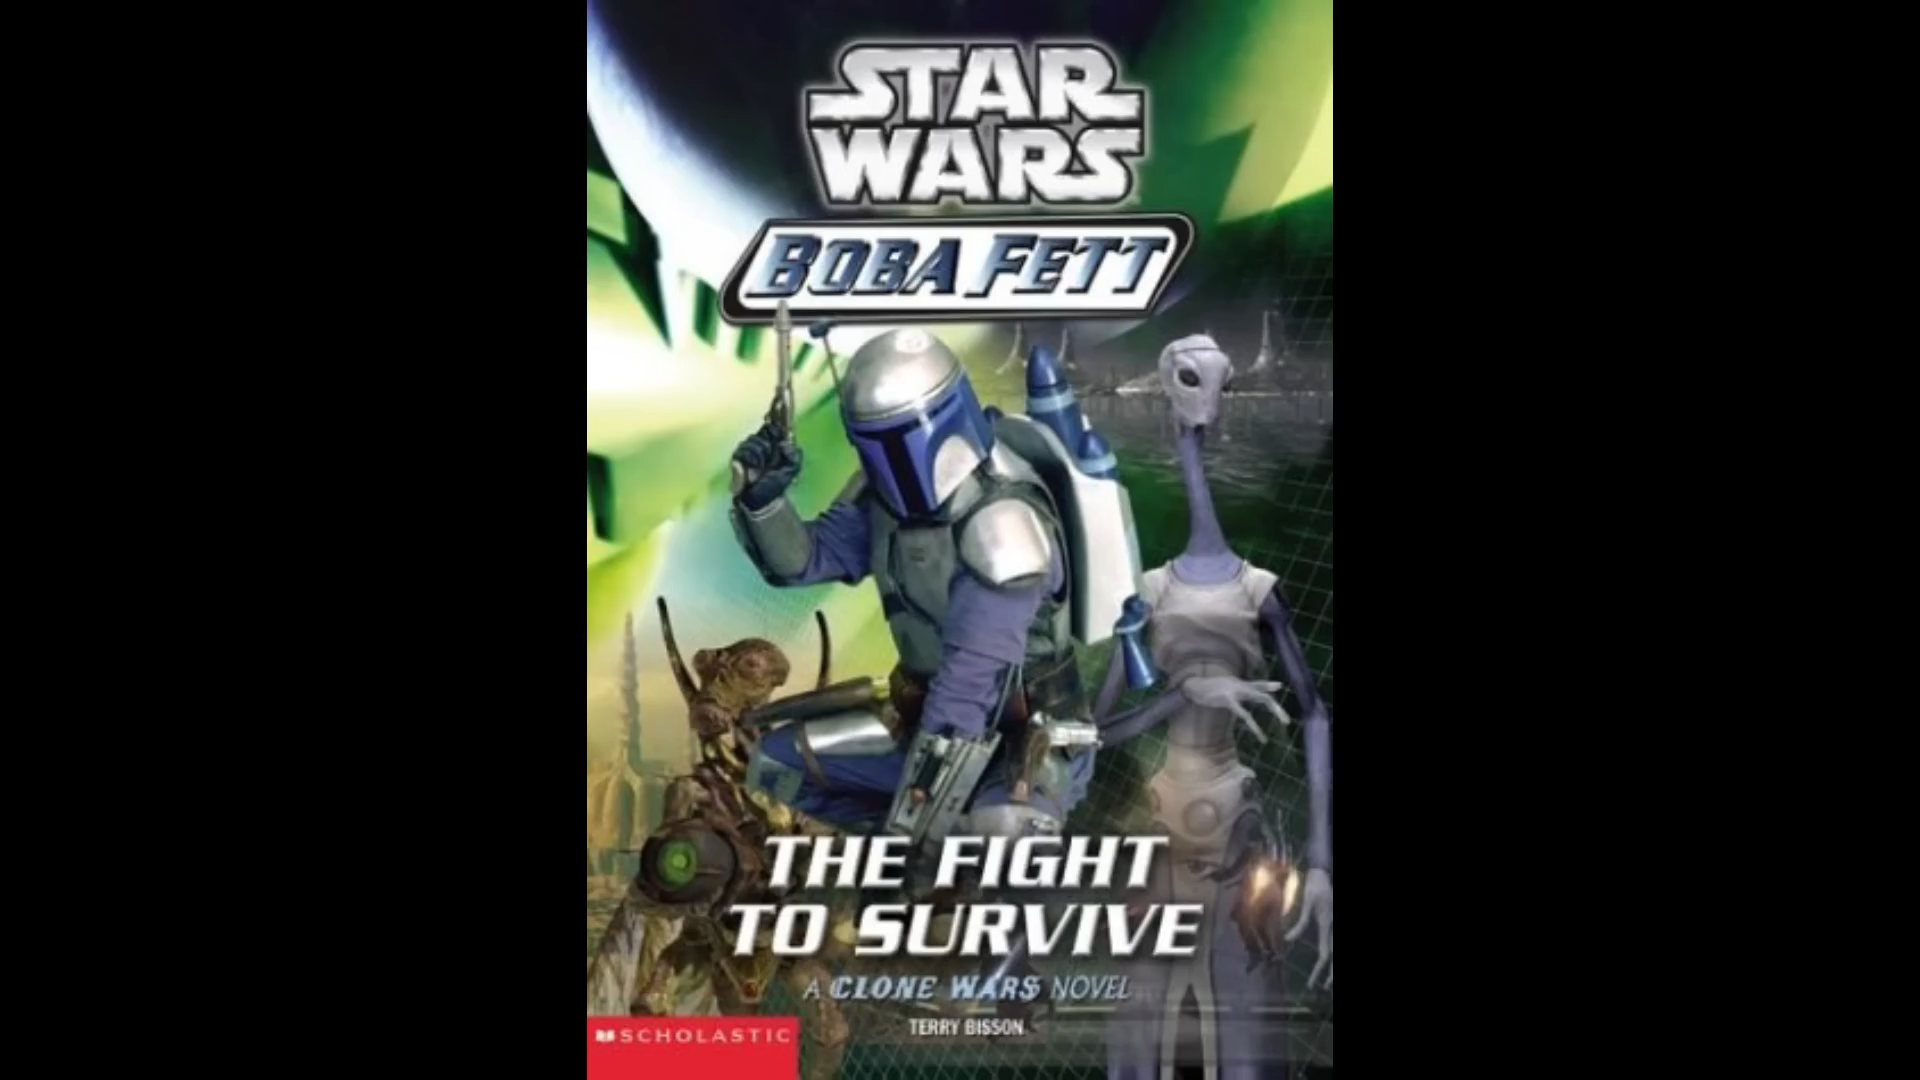 STAR
WARS
BOBA FETT
THE FIGHT
TO SURVIVE
A CLONE WARS NOVEL
TERRY BISSON
SCHOLASTIC